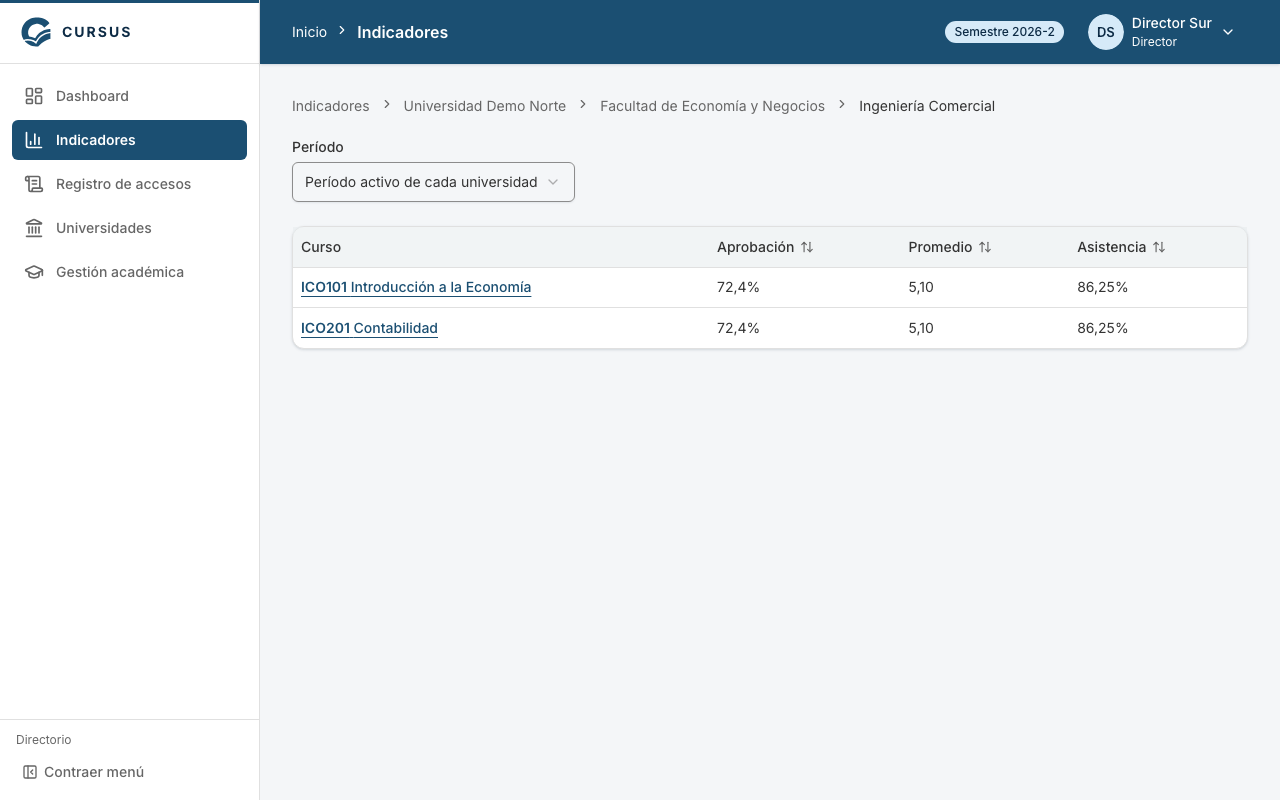 CURSUS
Inicio > Indicadores
Semestre 2026-2
DS
Director Sur
Director
Dashboard
Indicadores
Registro de accesos
Universidades
Gestión académica
Indicadores > Universidad Demo Norte > Facultad de Economía y Negocios > Ingeniería Comercial
Período
Período activo de cada universidad
Curso Aprobación Promedio Asistencia
ICO101 Introducción a la Economía 72,4% 5,10 86,25%
ICO201 Contabilidad 72,4% 5,10 86,25%
Directorio
Contraer menú